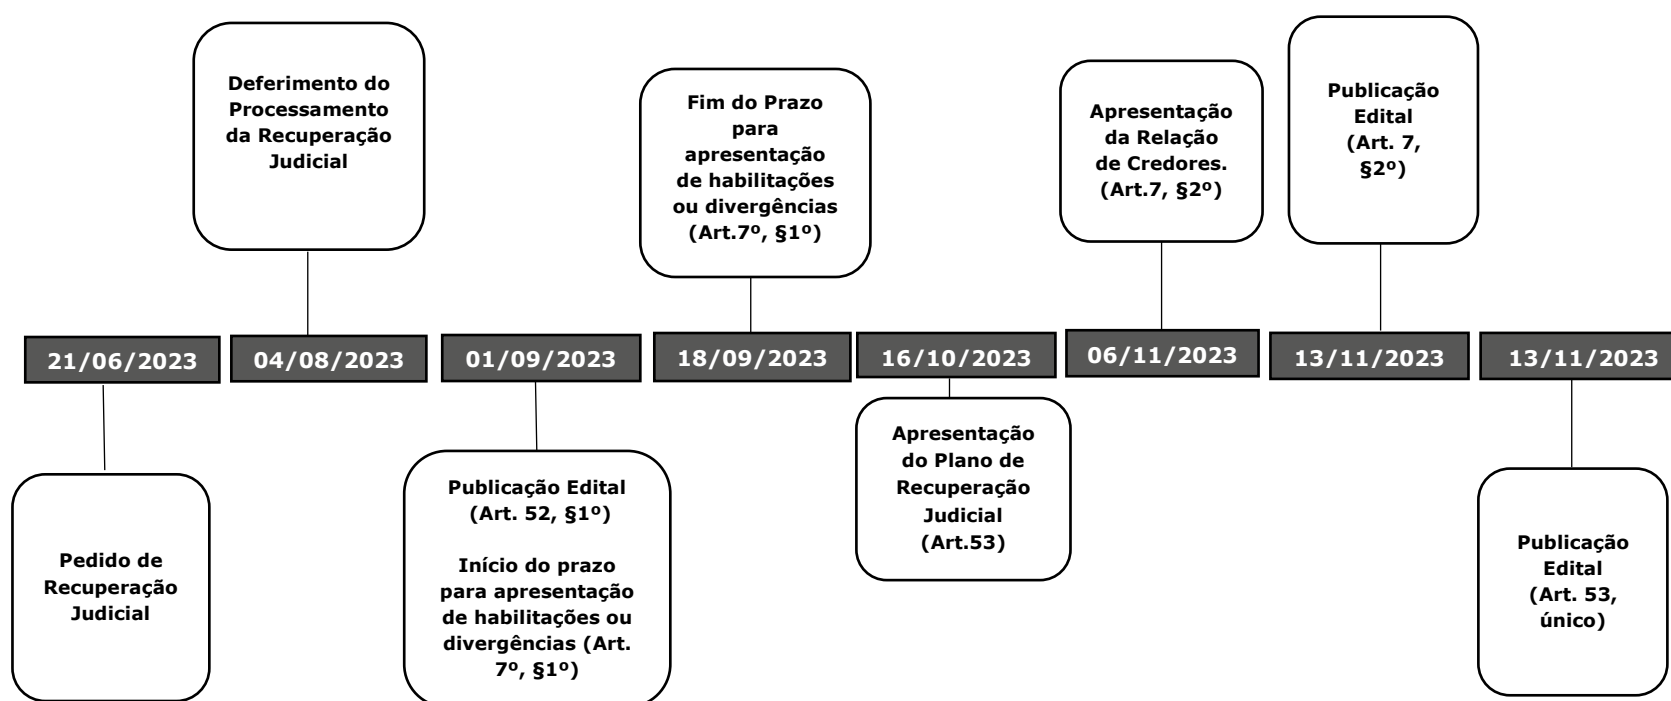 Deferimento do
Processamento
da Recuperação
Judicial
Fim do Prazo
para
apresentação
de habilitações
ou divergências
(Art.7º, §1º)
Apresentação
da Relação
de Credores.
(Art.7, §2º)
Publicação
Edital
(Art. 7,
§2º)
21/06/2023
04/08/2023
01/09/2023
18/09/2023
16/10/2023
06/11/2023
13/11/2023
13/11/2023
Pedido de
Recuperação
Judicial
Publicação Edital
(Art. 52, §1º)
Início do prazo
para apresentação
de habilitações ou
divergências (Art.
7º, §1º)
Apresentação
do Plano de
Recuperação
Judicial
(Art.53)
Publicação
Edital
(Art. 53,
único)